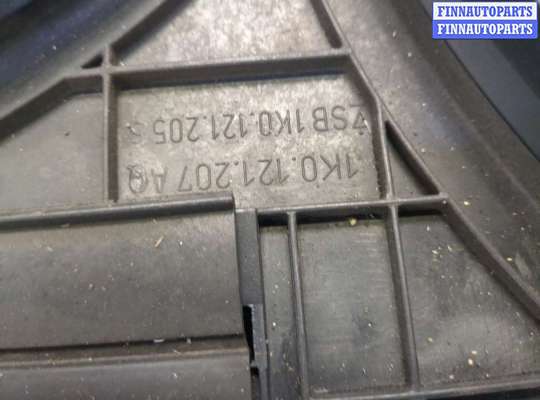 FINNAUTOPARTS
FINNAUTOPARTS
ZSB 1K0.121.205 S
1K0.121.207 AQ